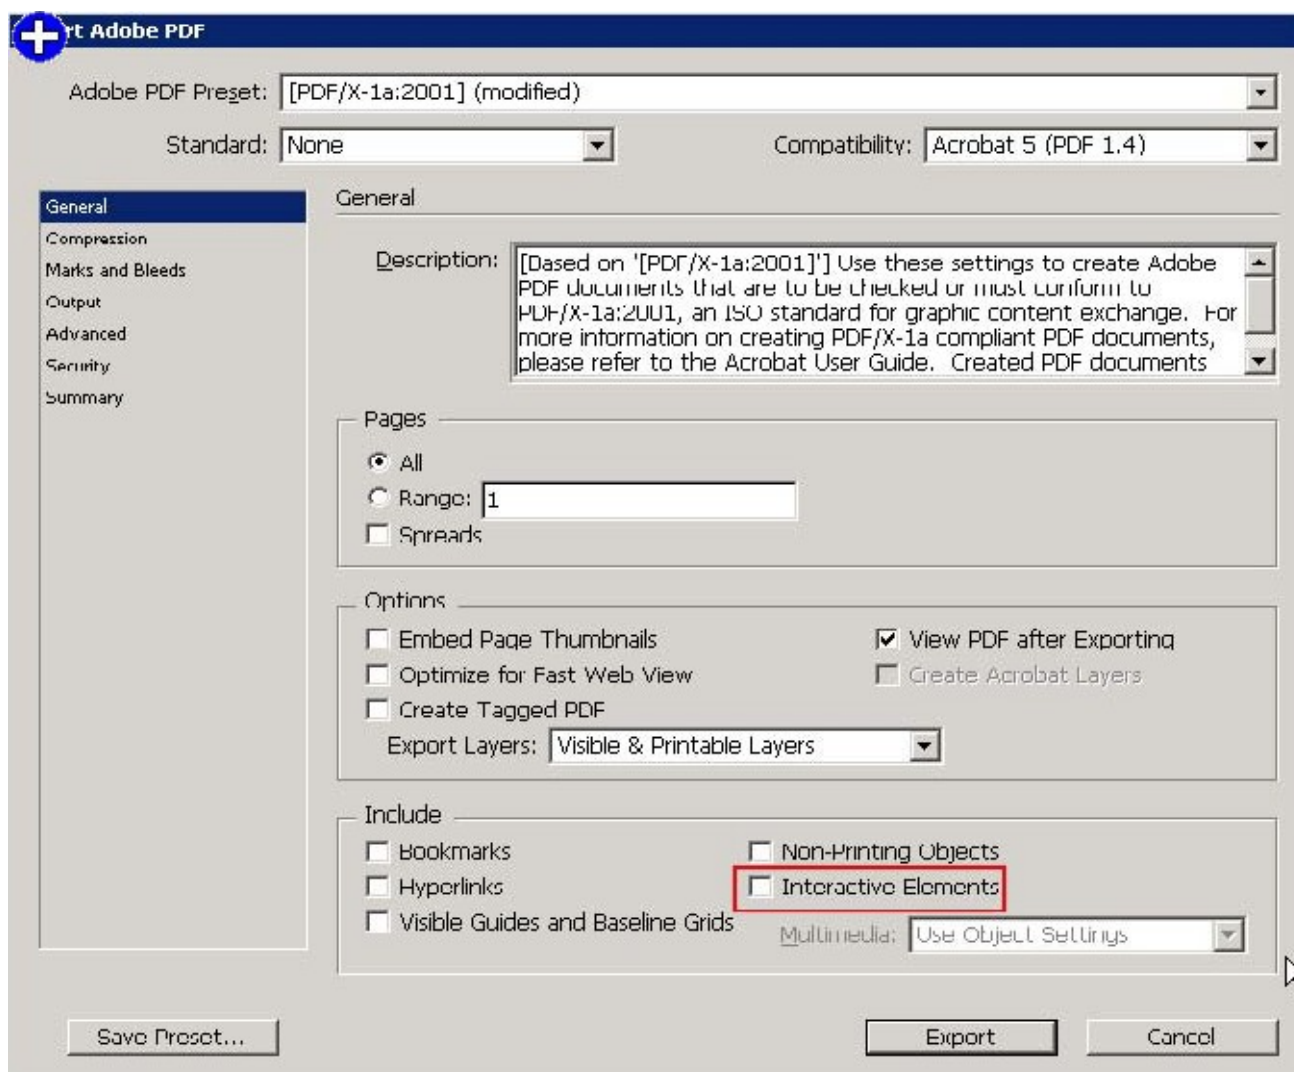 rt Adobe PDF
Adobe PDF Preset: [PDF/X-1a:2001] (modified)
Standard: None Compatibility: Acrobat 5 (PDF 1.4)
General
Compression
Marks and Bleeds
Output
Advanced
Security
Summary
General
Description: [Dased on '[PDF/X-1a:2001]'] Use these settings to create Adobe
PDF documents that are to be checked or must conform to
PDF/X-1a:2001, an ISO standard for graphic content exchange. For
more information on creating PDF/X-1a compliant PDF documents,
please refer to the Acrobat User Guide. Created PDF documents
Pages
All
Range: 1
Spreads
Options
Embed Page Thumbnails View PDF after Exporting
Optimize for Fast Web View Create Acrobat Layers
Create Tagged PDF
Export Layers: Visible & Printable Layers
Include
Bookmarks Non-Printing Objects
Hyperlinks Interactive Elements
Visible Guides and Baseline Grids Multimedia: Use Object Settings
Save Preset... Export Cancel